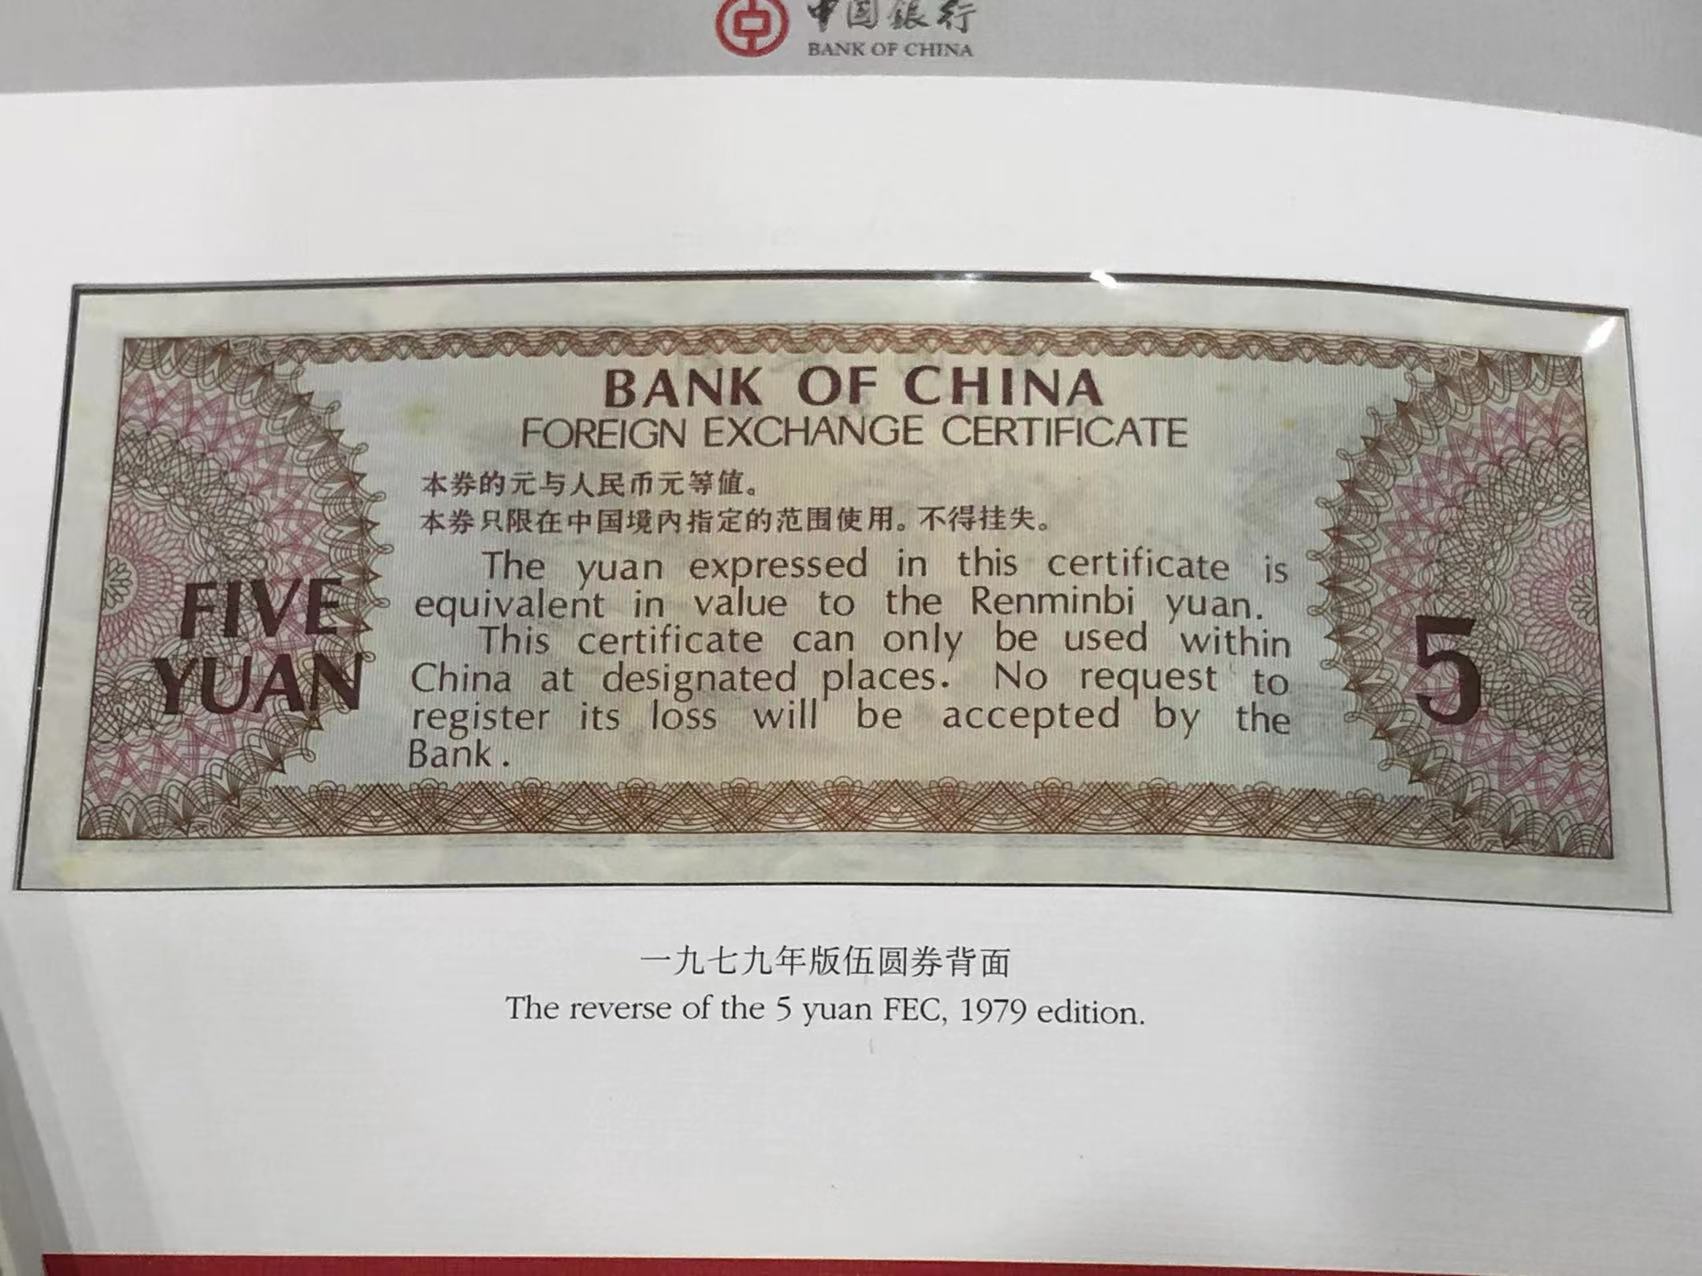 中国銀行
BANK OF CHINA
BANK OF CHINA
FOREIGN EXCHANGE CERTIFICATE
本券的元与人民币元等值。
本券只限在中国境内指定的范围使用。不得挂失。
The yuan expressed in this certificate is
equivalent in value to the Renminbi yuan.
This certificate can only be used within
China at designated places. No request to
register its loss will be accepted by the
Bank.
FIVE
YUAN
5
一九七九年版伍圆券背面
The reverse of the 5 yuan FEC, 1979 edition.